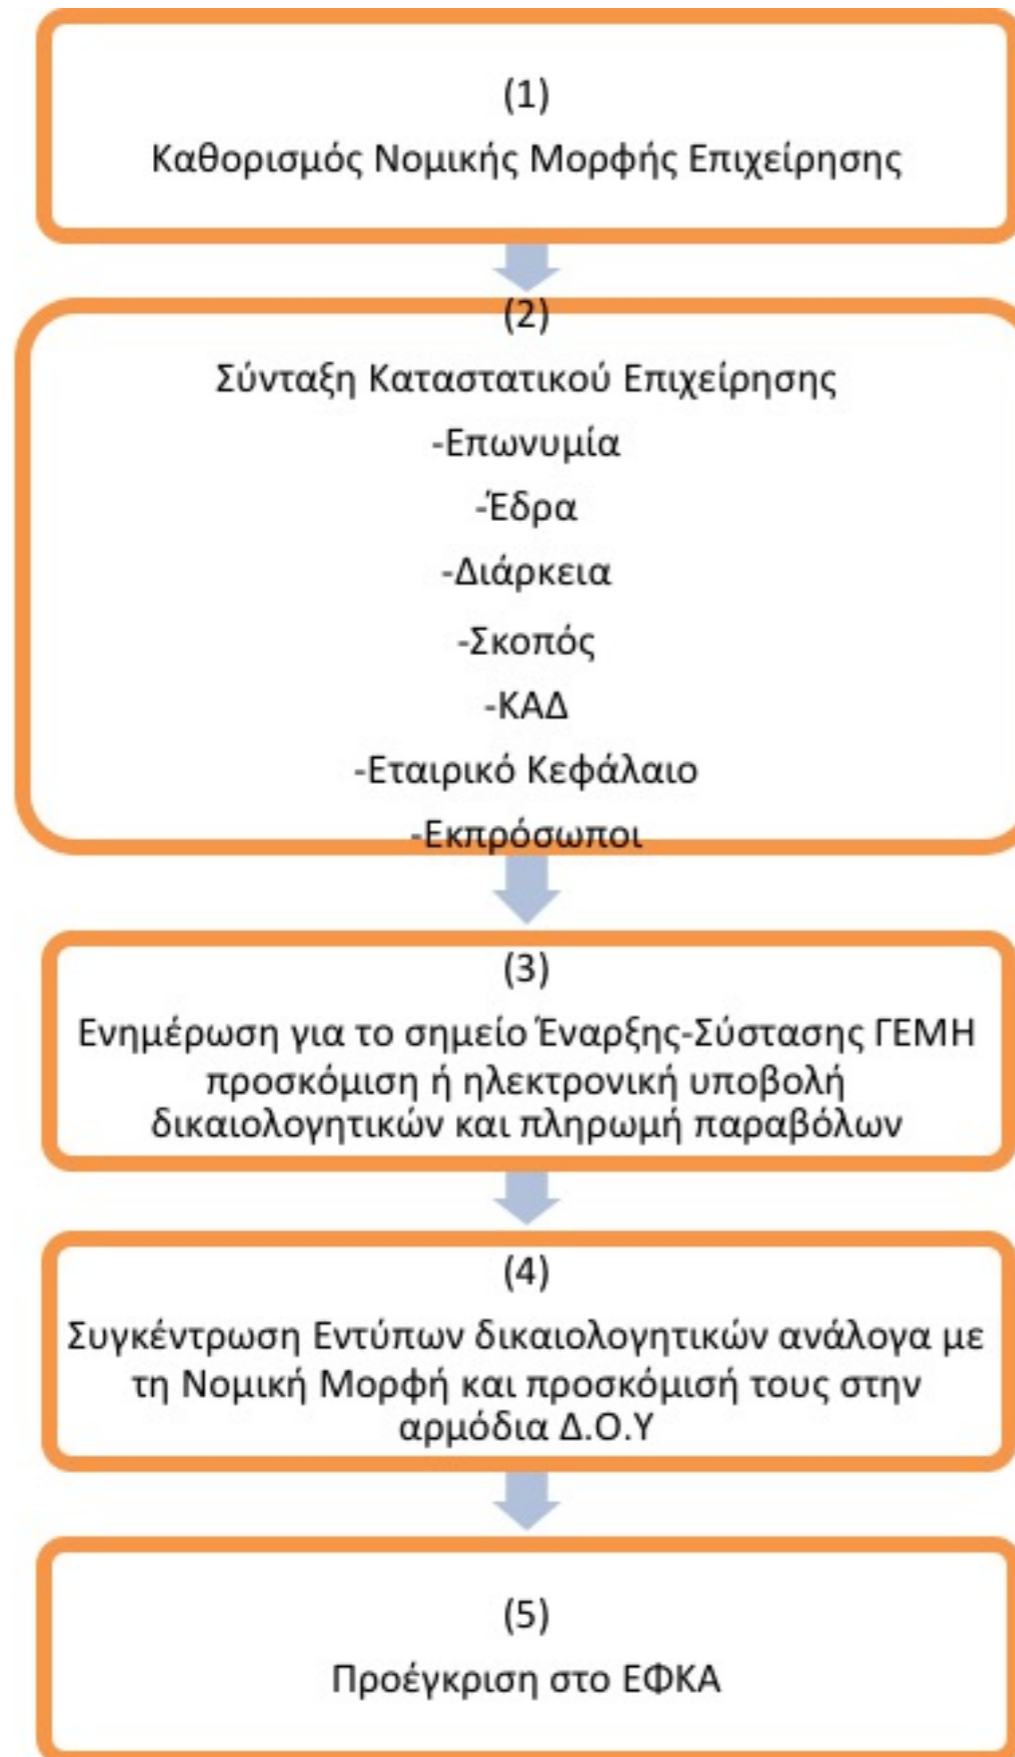 (1)
Καθορισμός Νομικής Μορφής Επιχείρησης
(2)
Σύνταξη Καταστατικού Επιχείρησης
-Επωνυμία
-Έδρα
-Διάρκεια
-Σκοπός
-ΚΑΔ
-Εταιρικό Κεφάλαιο
-Εκπρόσωποι
(3)
Ενημέρωση για το σημείο Έναρξης-Σύστασης ΓΕΜΗ
προσκόμιση ή ηλεκτρονική υποβολή
δικαιολογητικών και πληρωμή παραβόλων
(4)
Συγκέντρωση Εντύπων δικαιολογητικών ανάλογα με
τη Νομική Μορφή και προσκόμισή τους στην
αρμόδια Δ.Ο.Υ
(5)
Προέγκριση στο ΕΦΚΑ